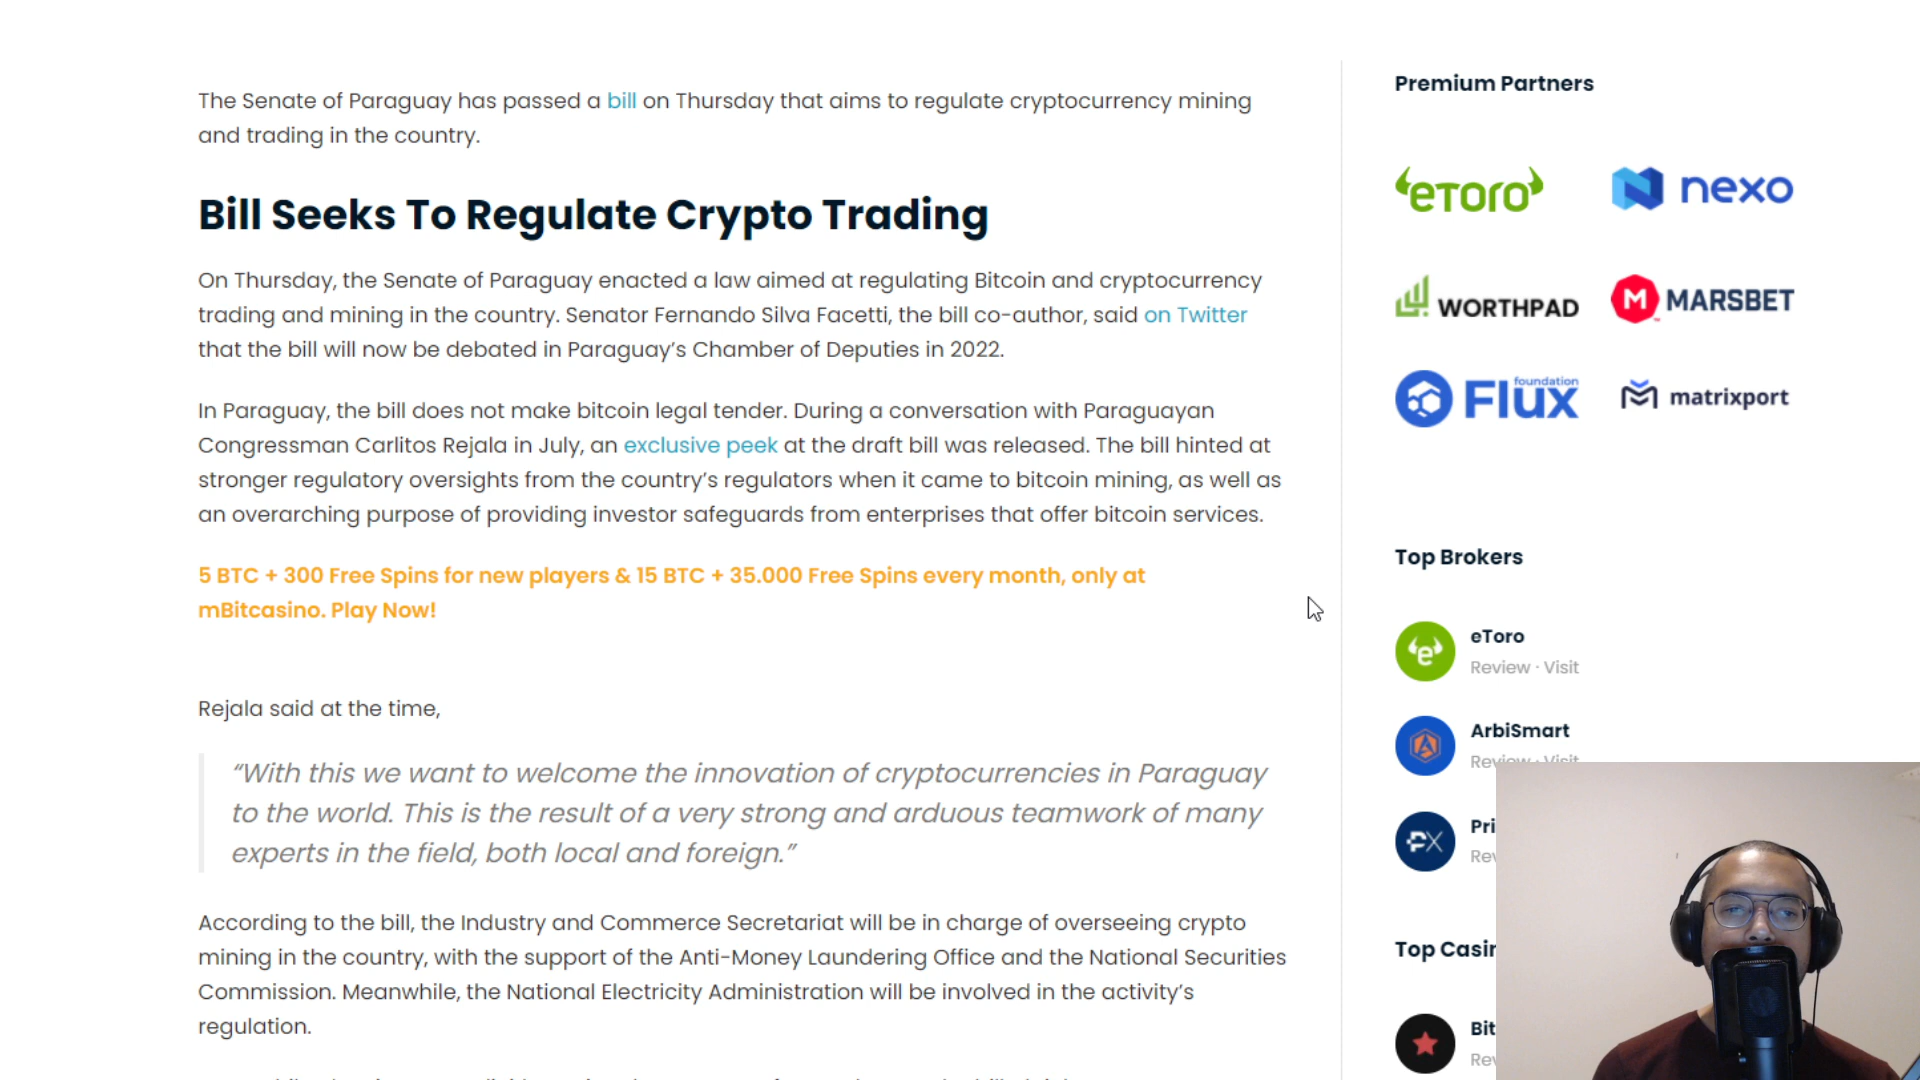 The Senate of Paraguay has passed a bill on Thursday that aims to regulate cryptocurrency mining
and trading in the country.
Bill Seeks To Regulate Crypto Trading
On Thursday, the Senate of Paraguay enacted a law aimed at regulating Bitcoin and cryptocurrency
trading and mining in the country. Senator Fernando Silva Facetti, the bill co-author, said on Twitter
that the bill will now be debated in Paraguay’s Chamber of Deputies in 2022.
In Paraguay, the bill does not make bitcoin legal tender. During a conversation with Paraguayan
Congressman Carlitos Rejala in July, an exclusive peek at the draft bill was released. The bill hinted at
stronger regulatory oversights from the country’s regulators when it came to bitcoin mining, as well as
an overarching purpose of providing investor safeguards from enterprises that offer bitcoin services.
5 BTC + 300 Free Spins for new players & 15 BTC + 35.000 Free Spins every month, only at
mBitcasino. Play Now!
Rejala said at the time,
“With this we want to welcome the innovation of cryptocurrencies in Paraguay
to the world. This is the result of a very strong and arduous teamwork of many
experts in the field, both local and foreign.”
According to the bill, the Industry and Commerce Secretariat will be in charge of overseeing crypto
mining in the country, with the support of the Anti-Money Laundering Office and the National Securities
Commission. Meanwhile, the National Electricity Administration will be involved in the activity’s
regulation.
Premium Partners
eToro
nexo
WORTHPAD
MARSBET
Flux foundation
matrixport
Top Brokers
eToro
Review · Visit
ArbiSmart
Review · Visit
Pri
Rev
Top Casin
Bit
Rev